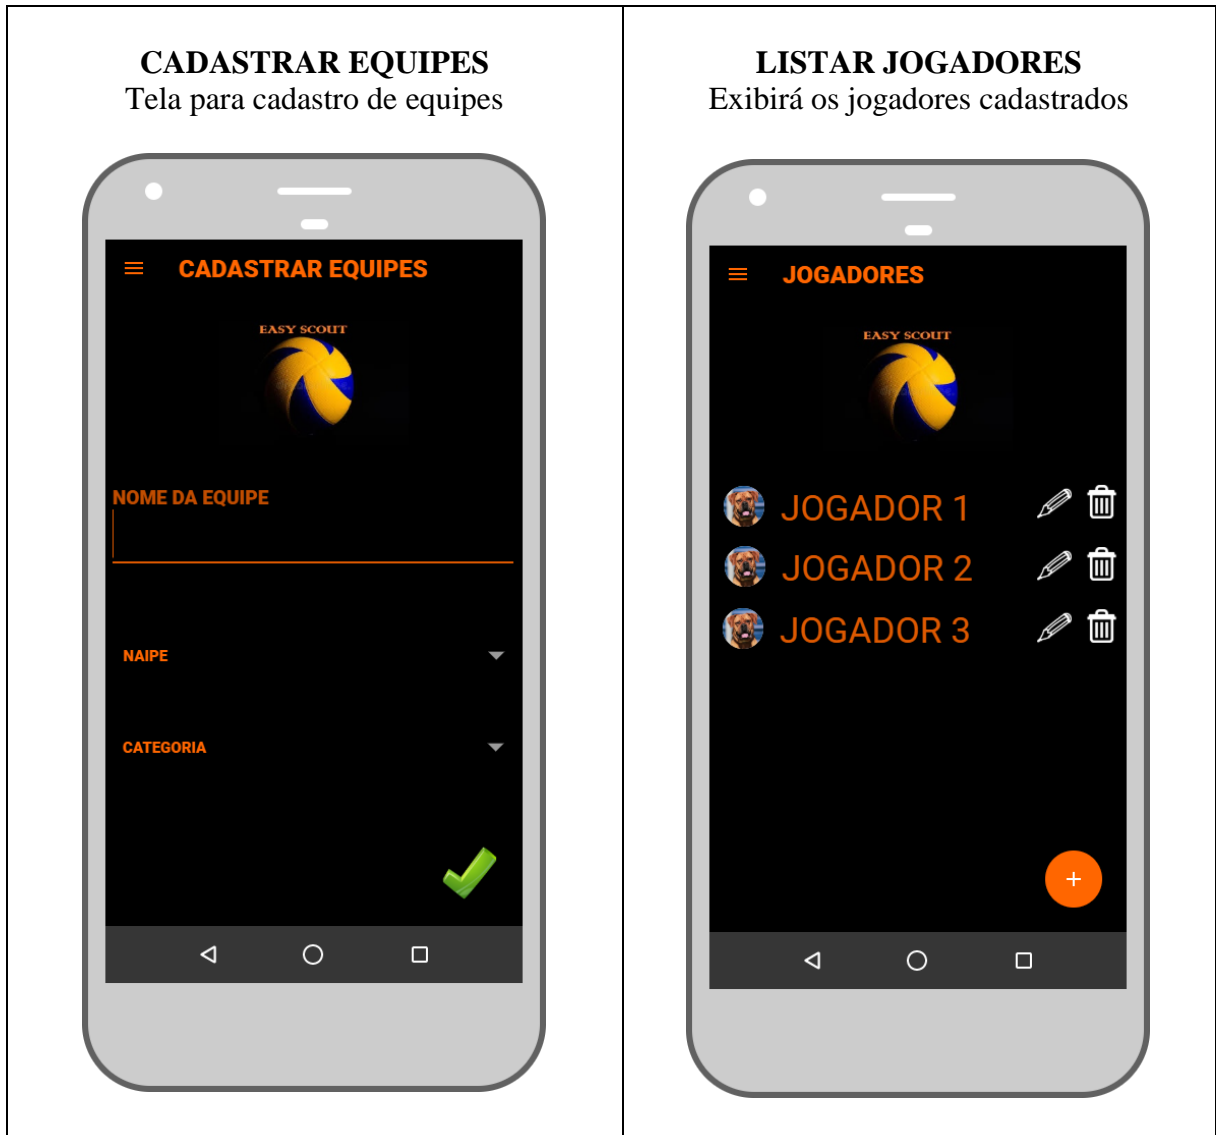 CADASTRAR EQUIPES
Tela para cadastro de equipes
CADASTRAR EQUIPES
EASY SCOUT
NOME DA EQUIPE
NAIPE
CATEGORIA
LISTAR JOGADORES
Exibirá os jogadores cadastrados
JOGADORES
EASY SCOUT
JOGADOR 1
JOGADOR 2
JOGADOR 3